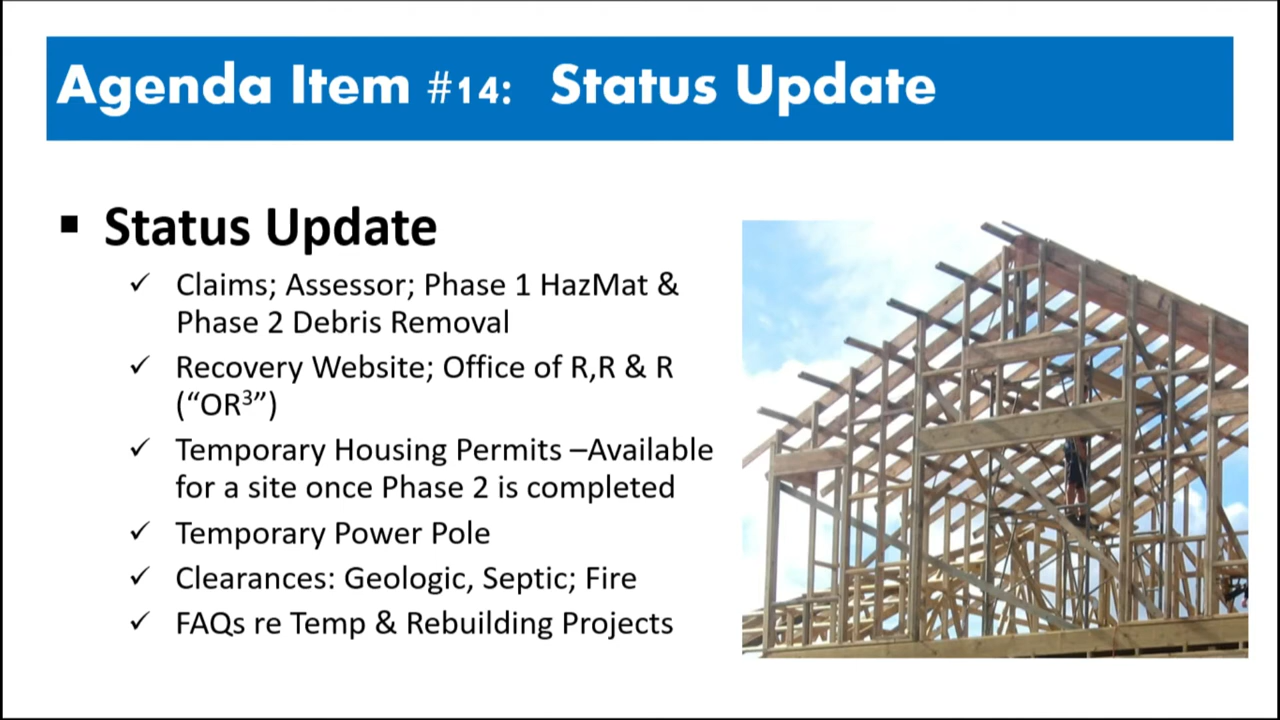 Agenda Item #14: Status Update
▪ Status Update
✓ Claims; Assessor; Phase 1 HazMat &
Phase 2 Debris Removal
✓ Recovery Website; Office of R,R & R
(“OR³”)
✓ Temporary Housing Permits –Available
for a site once Phase 2 is completed
✓ Temporary Power Pole
✓ Clearances: Geologic, Septic; Fire
✓ FAQs re Temp & Rebuilding Projects